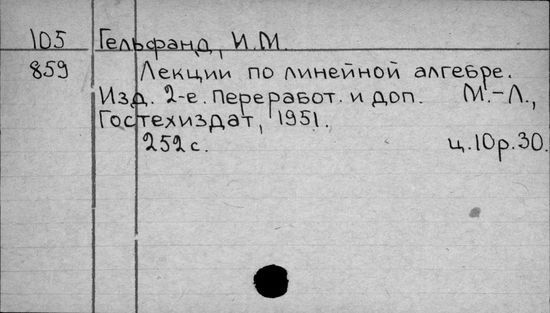 105 Гельфанд, И.М.
859 Лекции по линейной алгебре.
Изд. 2-е. Переработ. и доп. М.-Л.,
Гостехиздат, 1951.
252 с. ц. 10р. 30.